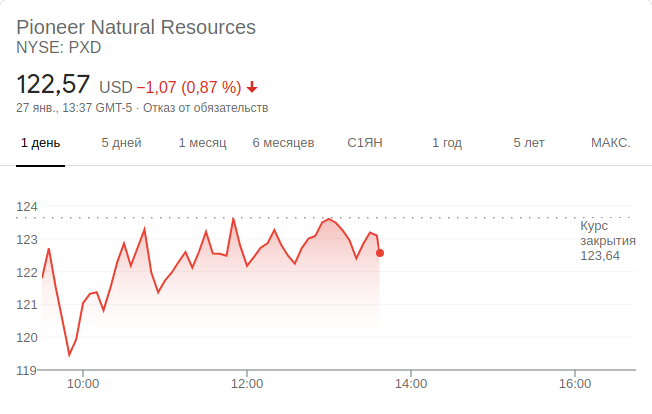 Pioneer Natural Resources
NYSE: PXD
122,57 USD −1,07 (0,87 %)
27 янв., 13:37 GMT-5 · Отказ от обязательств
1 день 5 дней 1 месяц 6 месяцев С1ЯН 1 год 5 лет МАКС.
124
Курс
закрытия
123,64
123
122
121
120
119
10:00 12:00 14:00 16:00